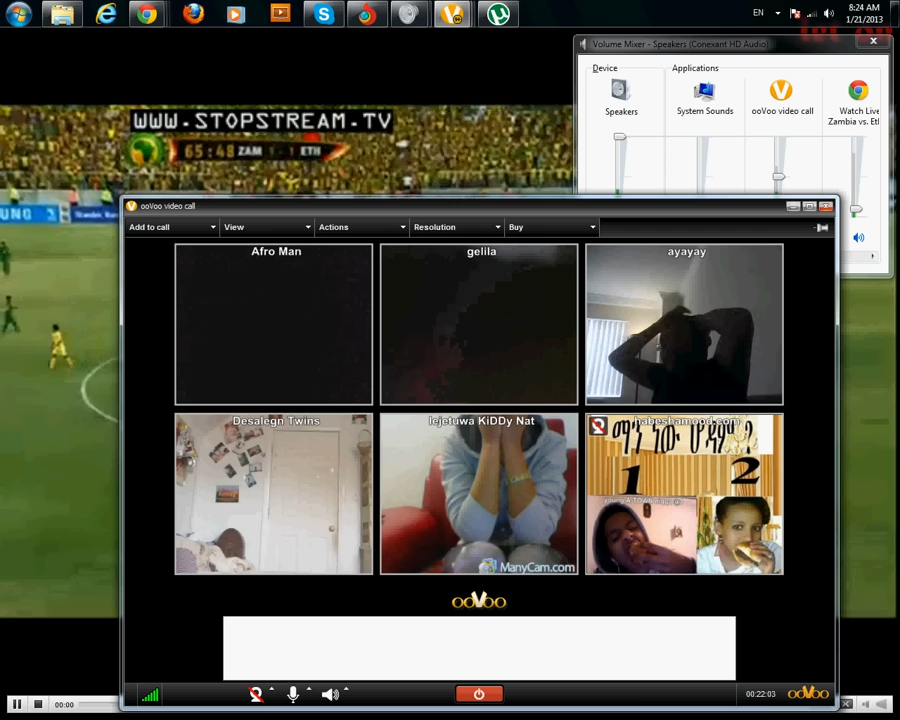 EN
8:24 AM
1/21/2013
Volume Mixer - Speakers (Conexant HD Audio)
Device
Applications
Speakers
System Sounds
ooVoo video call
Watch Live
Zambia vs. Eth
WWW.STOPSTREAM.TV
65:48 ZAM 1 - 1 ETH
ooVoo video call
Add to call
View
Actions
Resolution
Buy
Afro Man
gelila
ayayay
Desalegn Twins
lejetuwa KiDDy Nat
habeshamood.com
ማን ነው ሆዳም ?
1 2
ManyCam.com
ooVoo
00:00
00:22:03
ooVoo